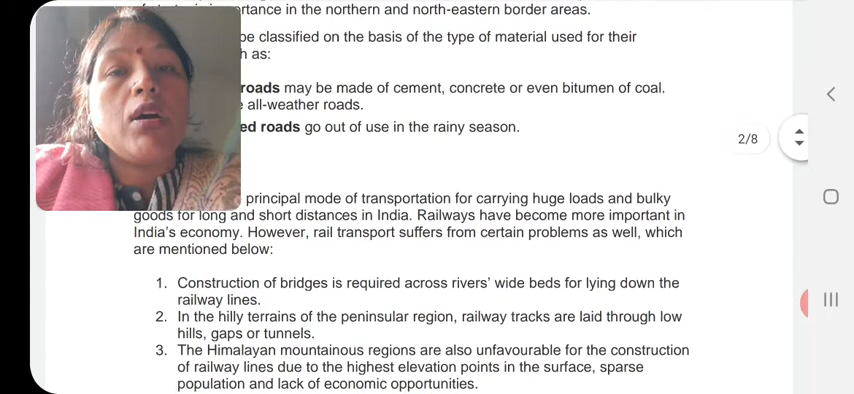 rtance in the northern and north-eastern border areas.
be classified on the basis of the type of material used for their
h as:
roads may be made of cement, concrete or even bitumen of coal.
all-weather roads.
ed roads go out of use in the rainy season.
2/8
principal mode of transportation for carrying huge loads and bulky
goods for long and short distances in India. Railways have become more important in
India's economy. However, rail transport suffers from certain problems as well, which
are mentioned below:
1. Construction of bridges is required across rivers' wide beds for lying down the
railway lines.
2. In the hilly terrains of the peninsular region, railway tracks are laid through low
hills, gaps or tunnels.
3. The Himalayan mountainous regions are also unfavourable for the construction
of railway lines due to the highest elevation points in the surface, sparse
population and lack of economic opportunities.